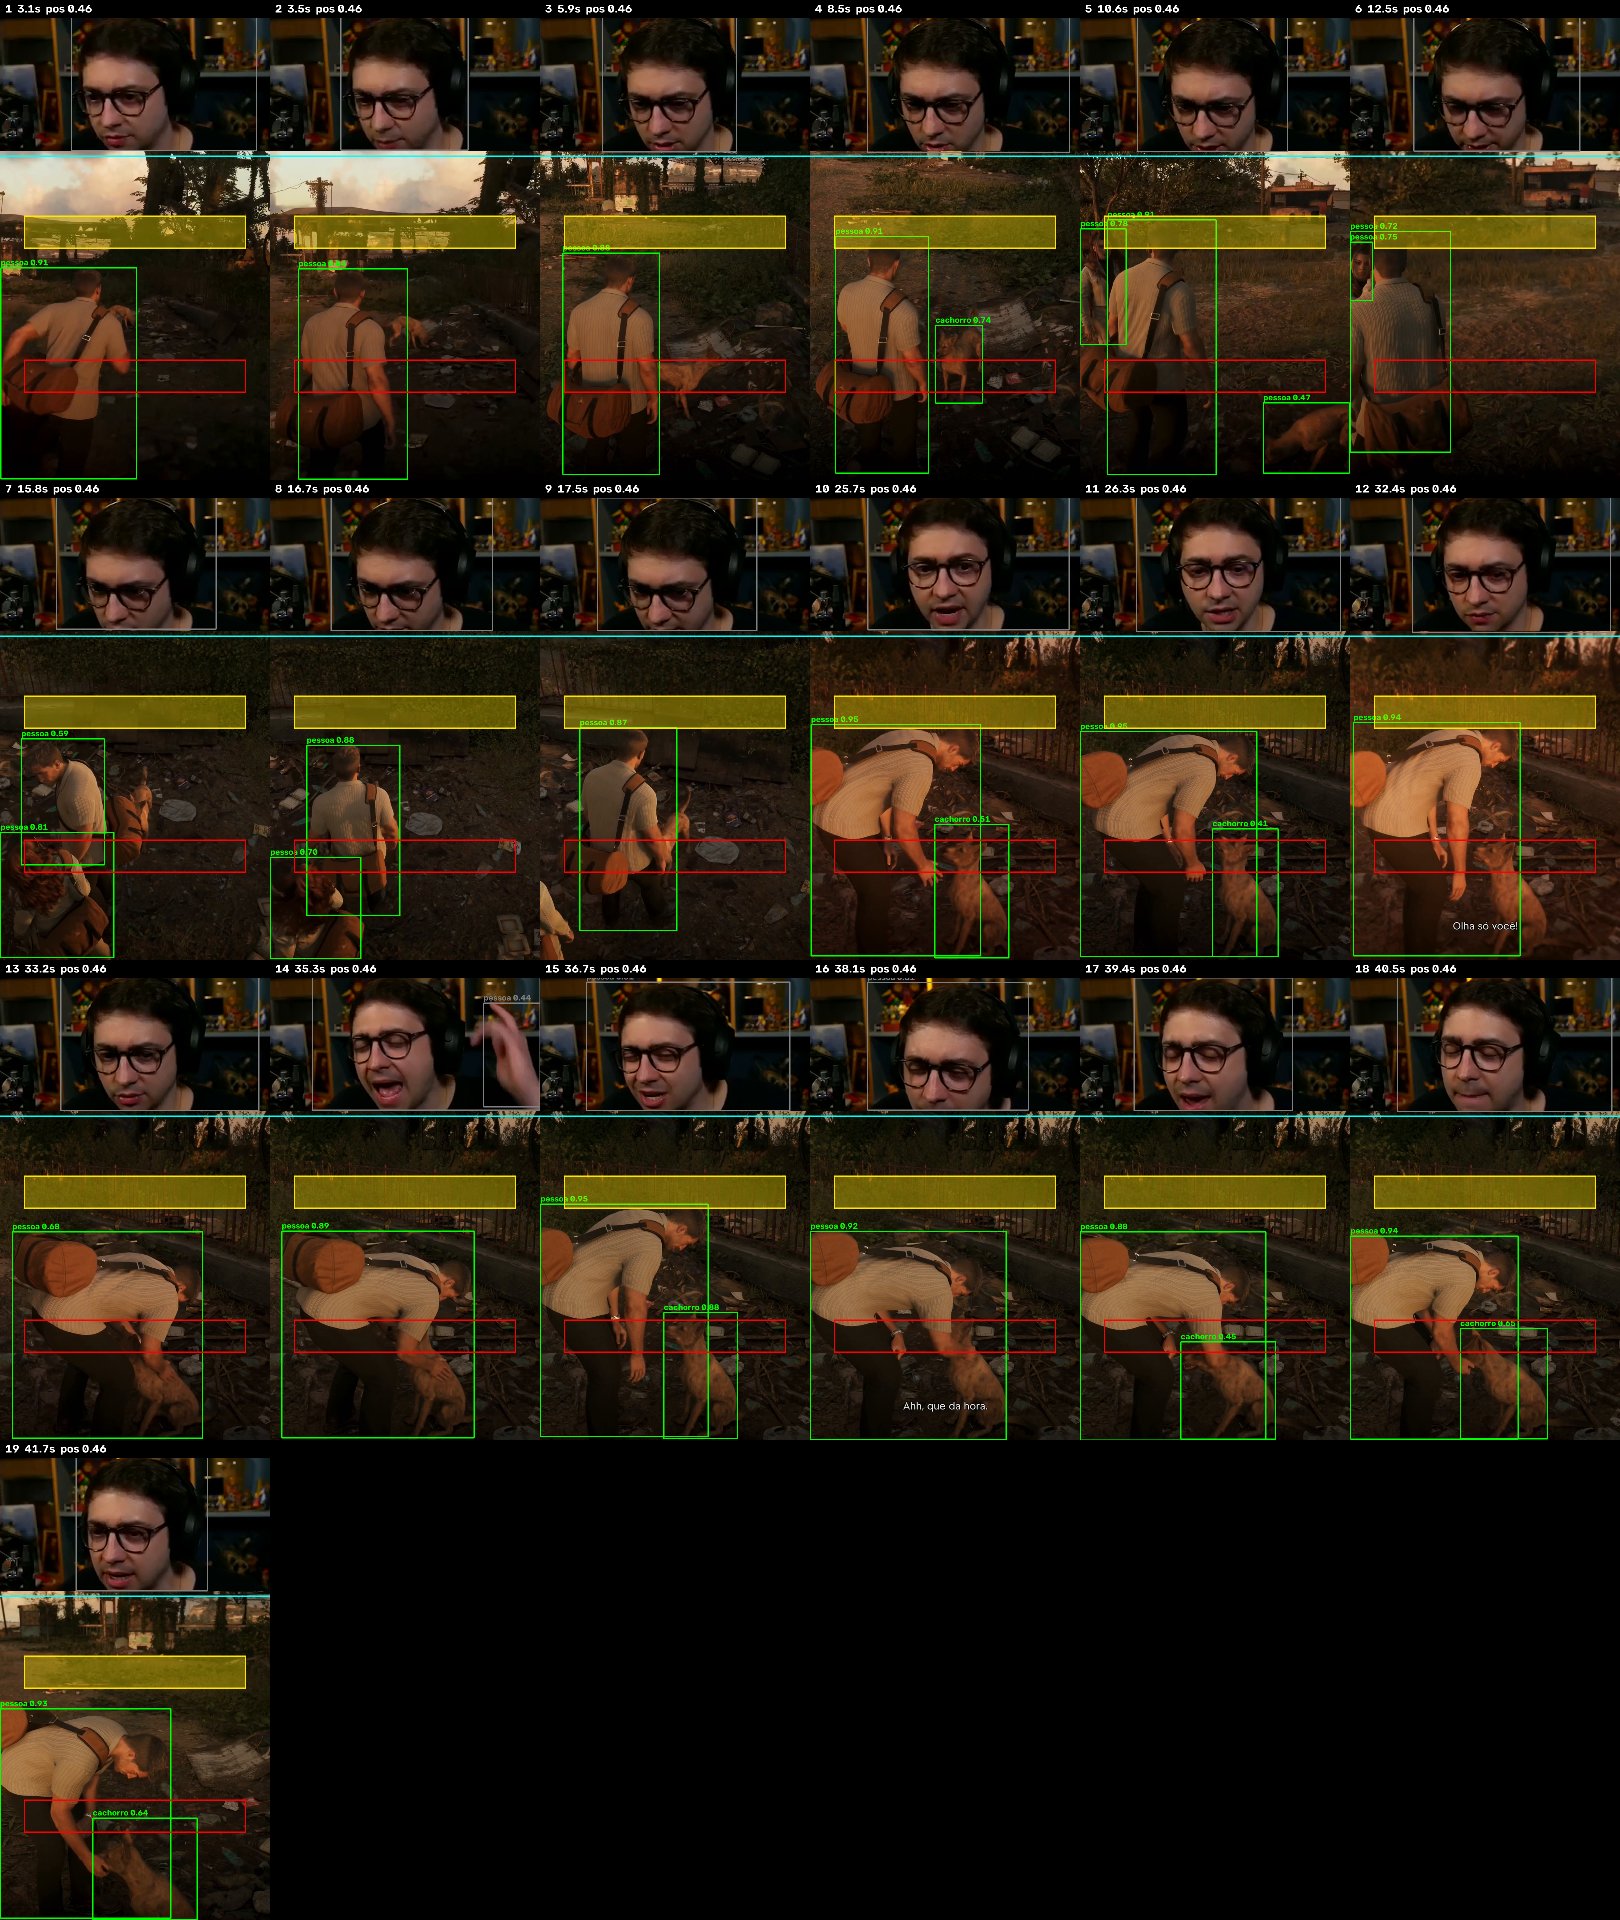 1 3.1s pos 0.46
2 3.5s pos 0.46
3 5.9s pos 0.46
4 8.5s pos 0.46
5 10.6s pos 0.46
6 12.5s pos 0.46
pessoa 0.91
pessoa
pessoa 0.88
pessoa 0.91
cachorro 0.74
pessoa 0.81
pessoa 0.78
pessoa 0.47
pessoa 0.72
pessoa 0.75
7 15.8s pos 0.46
8 16.7s pos 0.46
9 17.5s pos 0.46
10 25.7s pos 0.46
11 26.3s pos 0.46
12 32.4s pos 0.46
pessoa 0.59
pessoa 0.81
pessoa 0.88
pessoa 0.70
pessoa 0.87
pessoa 0.95
cachorro 0.51
pessoa 0.95
cachorro 0.41
pessoa 0.94
Olha só você!
13 33.2s pos 0.46
14 35.3s pos 0.46
15 36.7s pos 0.46
16 38.1s pos 0.46
17 39.4s pos 0.46
18 40.5s pos 0.46
pessoa 0.44
pessoa 0.68
pessoa 0.89
pessoa 0.95
cachorro 0.88
pessoa 0.92
Ahh, que da hora.
pessoa 0.88
cachorro 0.45
pessoa 0.94
cachorro 0.65
19 41.7s pos 0.46
pessoa 0.93
cachorro 0.64